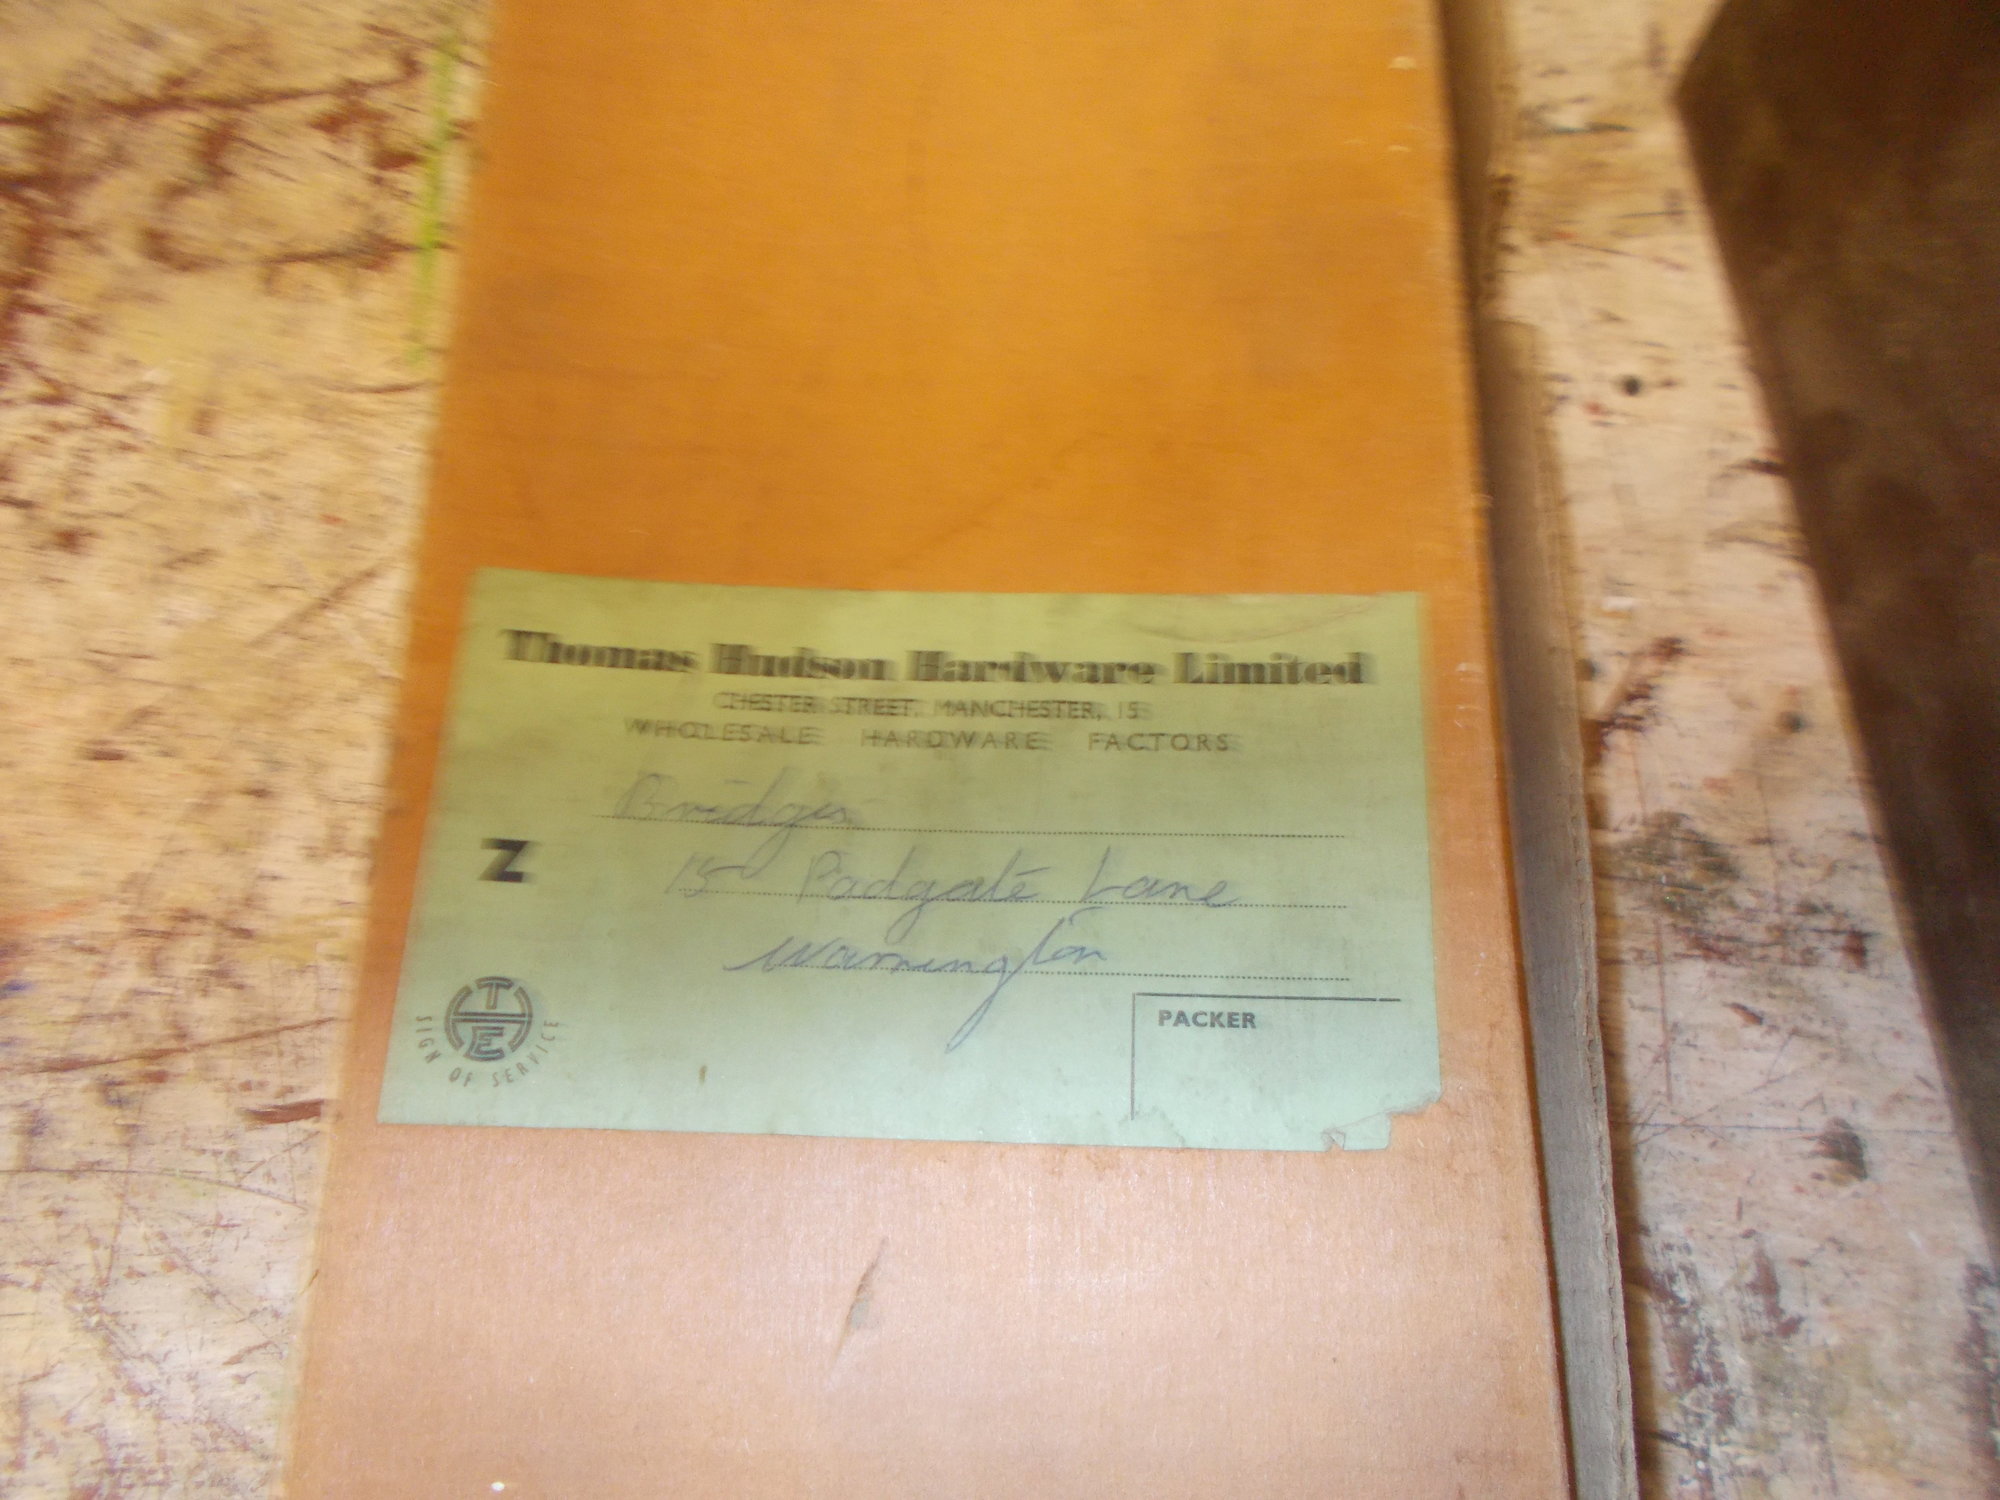 Thomas Hudson Hardware Limited
CHESTER STREET, MANCHESTER, 15
WHOLESALE HARDWARE FACTORS
Z
15 Padgate Lane
Warrington
T
E
SIGN OF SERVICE
PACKER